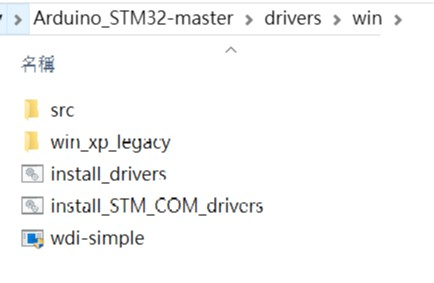 Arduino_STM32-master > drivers > win >
名稱
src
win_xp_legacy
install_drivers
install_STM_COM_drivers
wdi-simple